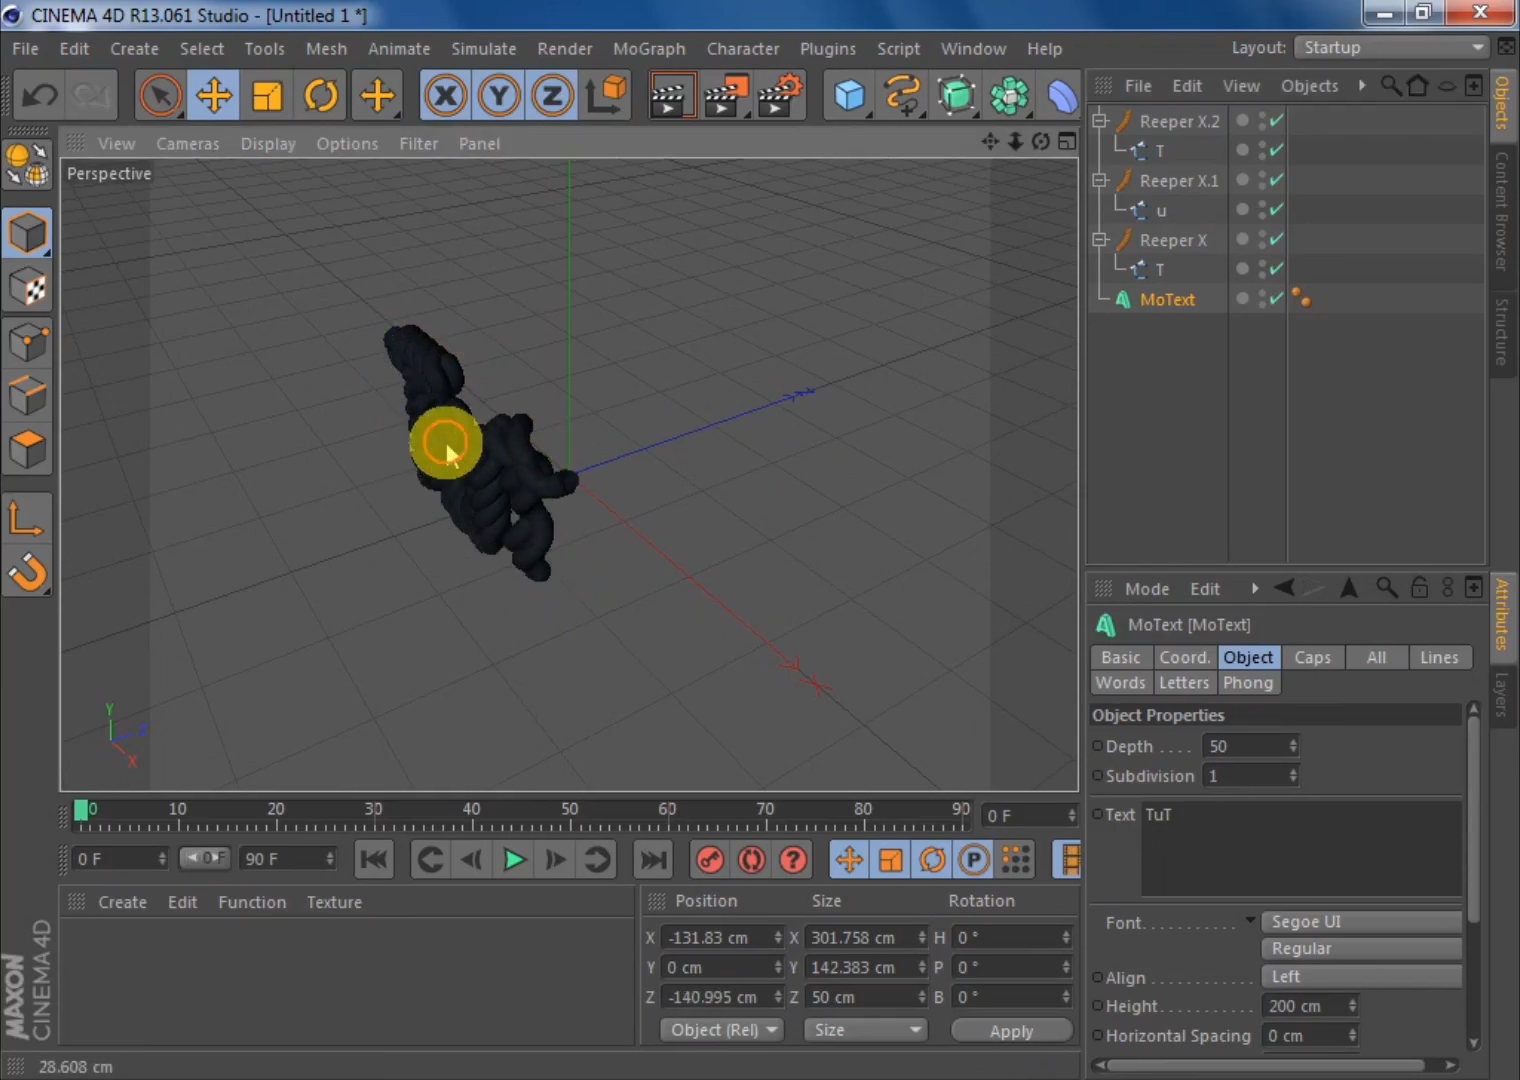 CINEMA 4D R13.061 Studio - [Untitled 1 *]
File Edit Create Select Tools Mesh Animate Simulate Render MoGraph Character Plugins Script Window Help Layout: Startup
X Y Z
File Edit View Objects
View Cameras Display Options Filter Panel
Perspective
Reeper X.2
T
Reeper X.1
u
Reeper X
T
MoText
Objects
Content Browser
Structure
Y
Z
X
Mode Edit
MoText [MoText]
Basic Coord. Object Caps All Lines
Words Letters Phong
Object Properties
Depth . . . . 50
Subdivision 1
Text TuT
Font. . . . . . . . . . . Segoe UI
Regular
Align . . . . . . . . . . . Left
Height. . . . . . . . . . . 200 cm
Horizontal Spacing 0 cm
Attributes
Layers
0 10 20 30 40 50 60 70 80 90 0 F
0 F 0 F 90 F
? P
Create Edit Function Texture
Position Size Rotation
X -131.83 cm X 301.758 cm H 0 °
Y 0 cm Y 142.383 cm P 0 °
Z -140.995 cm Z 50 cm B 0 °
Object (Rel) Size Apply
MAXON
CINEMA 4D
28.608 cm